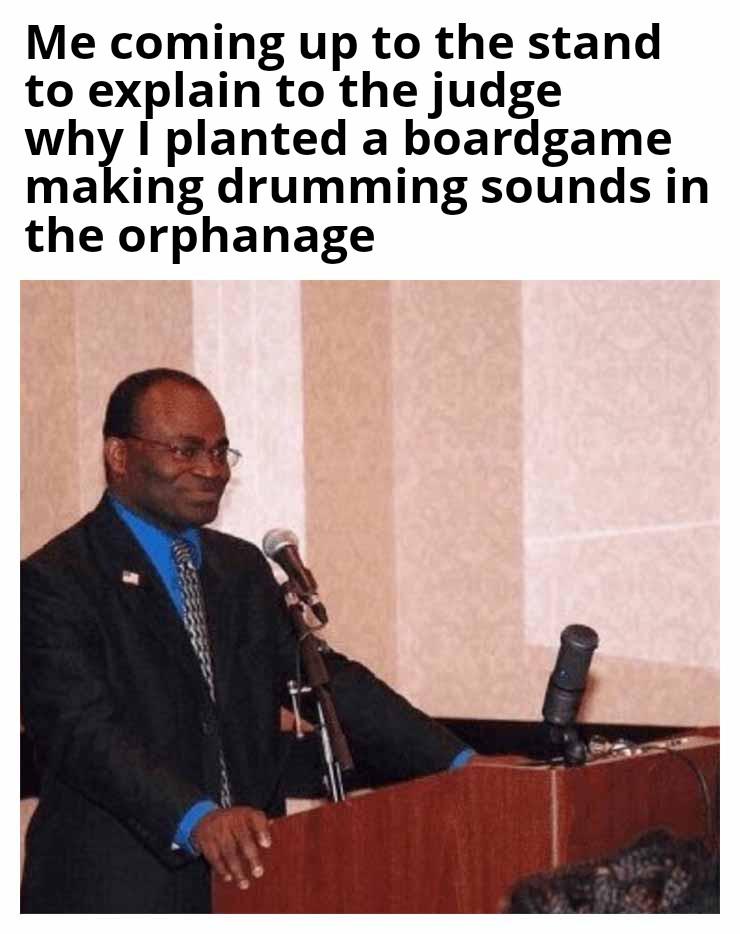 Me coming up to the stand
to explain to the judge
why I planted a boardgame
making drumming sounds in
the orphanage